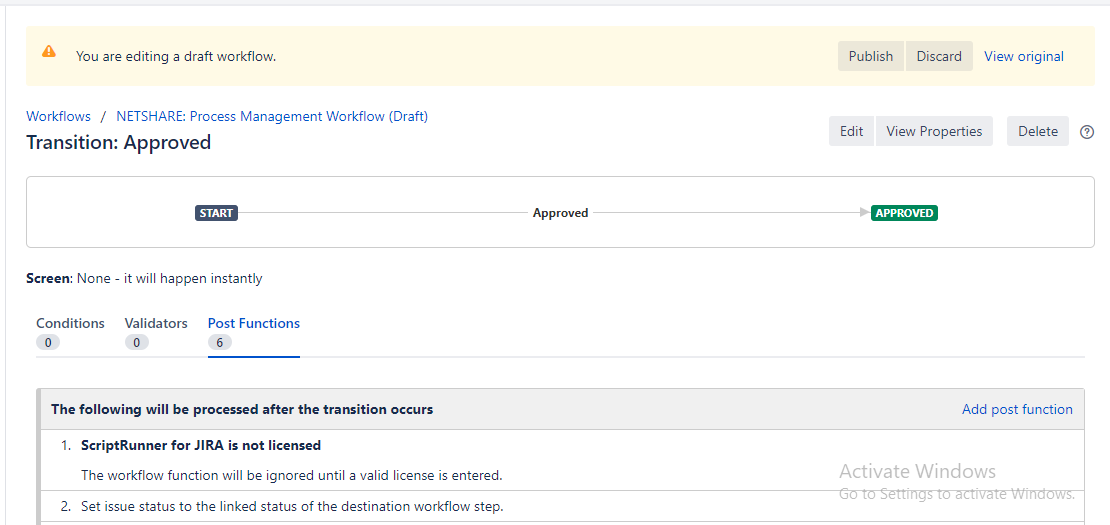 You are editing a draft workflow.
Publish Discard View original
Workflows / NETSHARE: Process Management Workflow (Draft)
Transition: Approved
Edit View Properties Delete ?
START Approved APPROVED
Screen: None - it will happen instantly
Conditions Validators Post Functions
0 0 6
The following will be processed after the transition occurs Add post function
1. ScriptRunner for JIRA is not licensed
The workflow function will be ignored until a valid license is entered.
Activate Windows
Go to Settings to activate Windows.
2. Set issue status to the linked status of the destination workflow step.